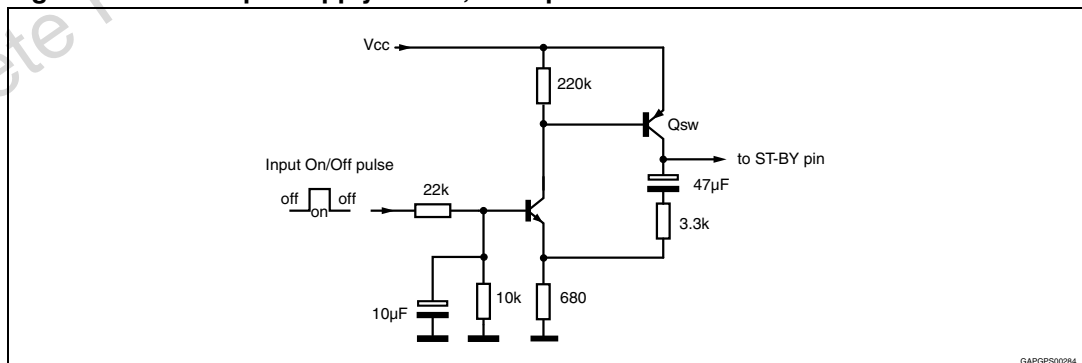 ete
Vcc
220k
Qsw
to ST-BY pin
Input On/Off pulse
47µF
off
on
off
22k
3.3k
10µF
10k
680
GAPGPS00284